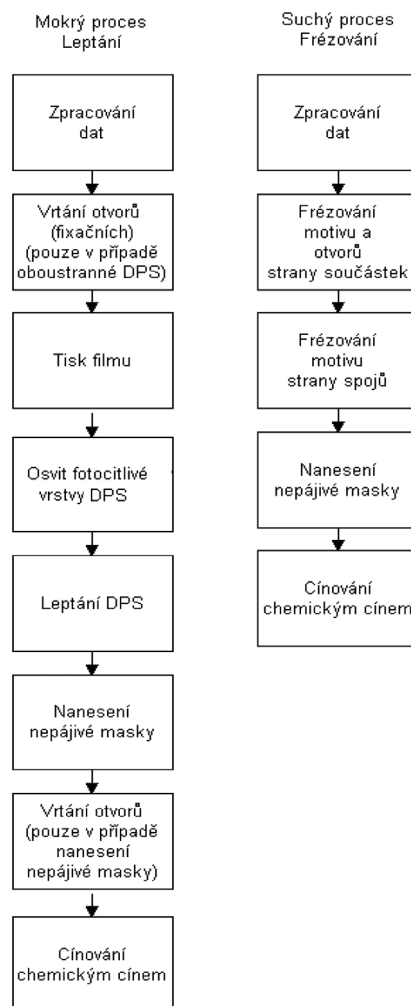 Mokrý proces
Leptání
Zpracování
dat
Vrtání otvorů
(fixačních)
(pouze v případě
oboustranné DPS)
Tisk filmu
Osvit fotocitlivé
vrstvy DPS
Leptání DPS
Nanesení
nepájivé masky
Vrtání otvorů
(pouze v případě
nanesení
nepájivé masky)
Cínování
chemickým cínem
Suchý proces
Frézování
Zpracování
dat
Frézování
motivu a
otvorů
strany součástek
Frézování
motivu
strany spojů
Nanesení
nepájivé masky
Cínování
chemickým cínem